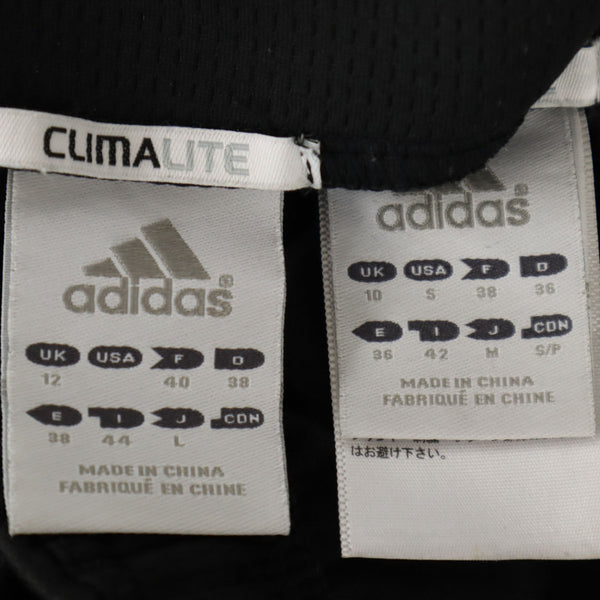 CLIMALITE
adidas®
UK USA F D
12 40 38
E I J CDN
38 44 L
MADE IN CHINA
FABRIQUÉ EN CHINE
adidas®
UK USA F D
10 S 38 36
E I J CDN
36 42 M S/P
MADE IN CHINA
FABRIQUÉ EN CHINE
はお避け下さい。